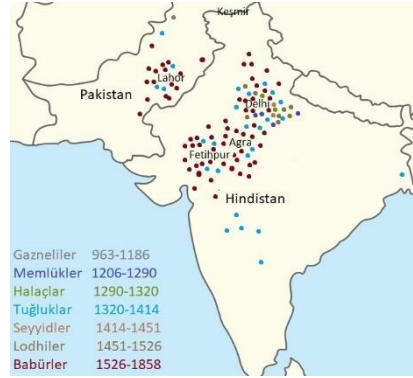 Keşmir
Lahor
Pakistan
Delhi
Agra
Fetihpur
Hindistan
Gazneliler 963-1186
Memlükler 1206-1290
Halaçlar 1290-1320
Tuğluklar 1320-1414
Seyyidler 1414-1451
Lodhiler 1451-1526
Babürler 1526-1858